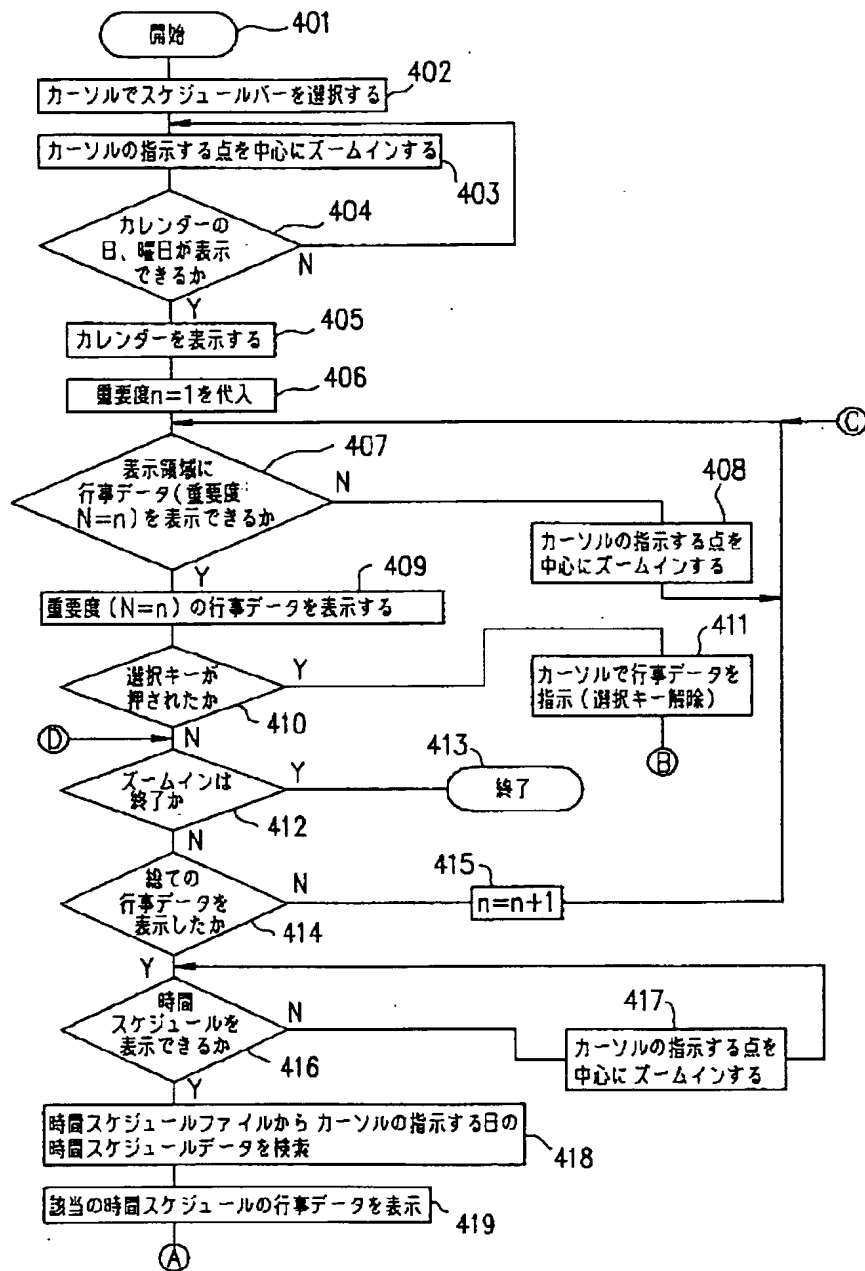 開始
401
402
カーソルでスケジュールバーを選択する
カーソルの指示する点を中心にズームインする
403
404
カレンダーの
日、曜日が表示
できるか
N
Y
405
カレンダーを表示する
406
重要度n=1を代入
C
407
表示領域に
行事データ(重要度
N=n)を表示できるか
N
408
カーソルの指示する点を
中心にズームインする
Y
409
重要度(N=n)の行事データを表示する
選択キーが
押されたか
Y
410
411
カーソルで行事データを
指示(選択キー解除)
D
N
B
413
ズームインは
終了か
Y
終了
412
N
総ての
行事データを
表示したか
N
415
n=n+1
414
Y
時間
スケジュールを
表示できるか
N
417
カーソルの指示する点を
中心にズームインする
416
Y
時間スケジュールファイルからカーソルの指示する日の
時間スケジュールデータを検索
418
該当の時間スケジュールの行事データを表示
419
A